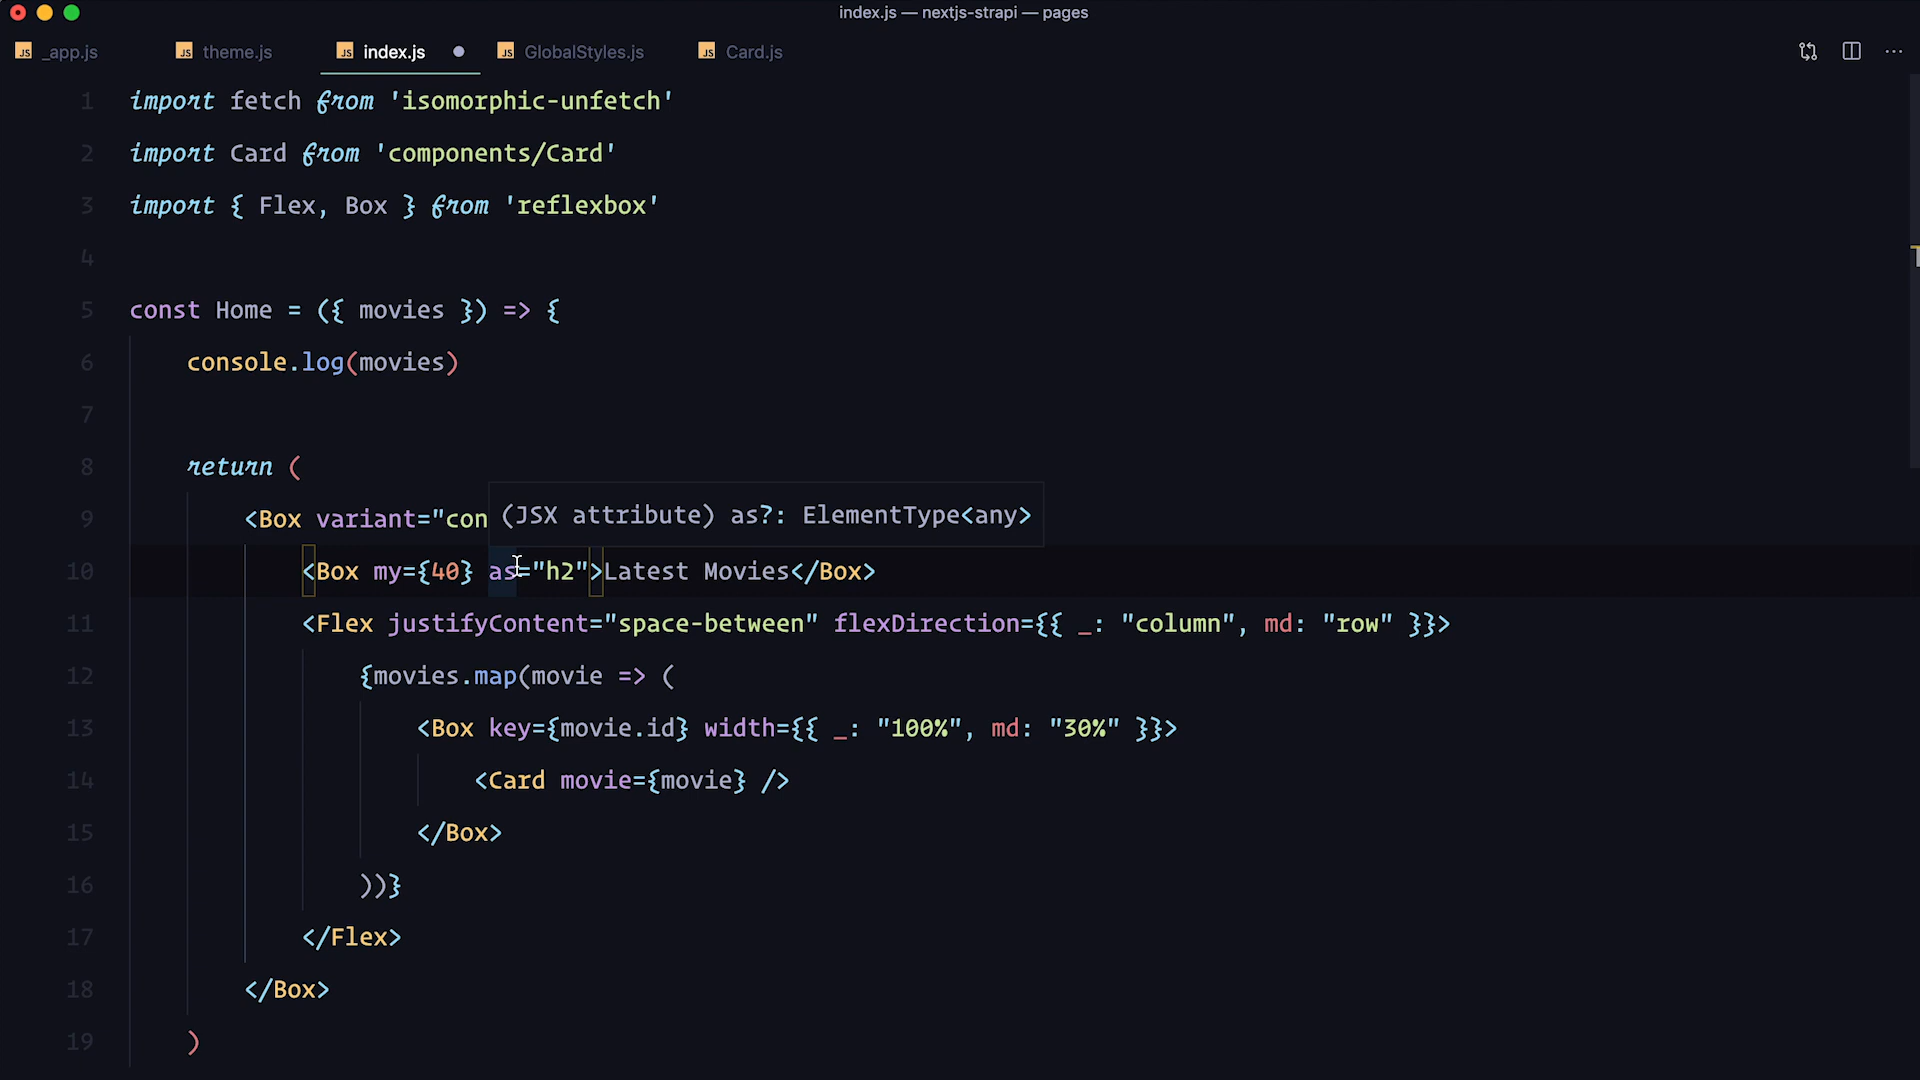 index.js — nextjs-strapi — pages
JS _app.js JS theme.js JS index.js JS GlobalStyles.js JS Card.js
1 import fetch from 'isomorphic-unfetch'
2 import Card from 'components/Card'
3 import { Flex, Box } from 'reflexbox'
4
5 const Home = ({ movies }) => {
6 console.log(movies)
7
8 return (
(JSX attribute) as?: ElementType<any>
9 <Box variant="con
10 <Box my={40} as="h2">Latest Movies</Box>
11 <Flex justifyContent="space-between" flexDirection={{ _: "column", md: "row" }}>
12 {movies.map(movie => (
13 <Box key={movie.id} width={{ _: "100%", md: "30%" }}>
14 <Card movie={movie} />
15 </Box>
16 ))}
17 </Flex>
18 </Box>
19 )